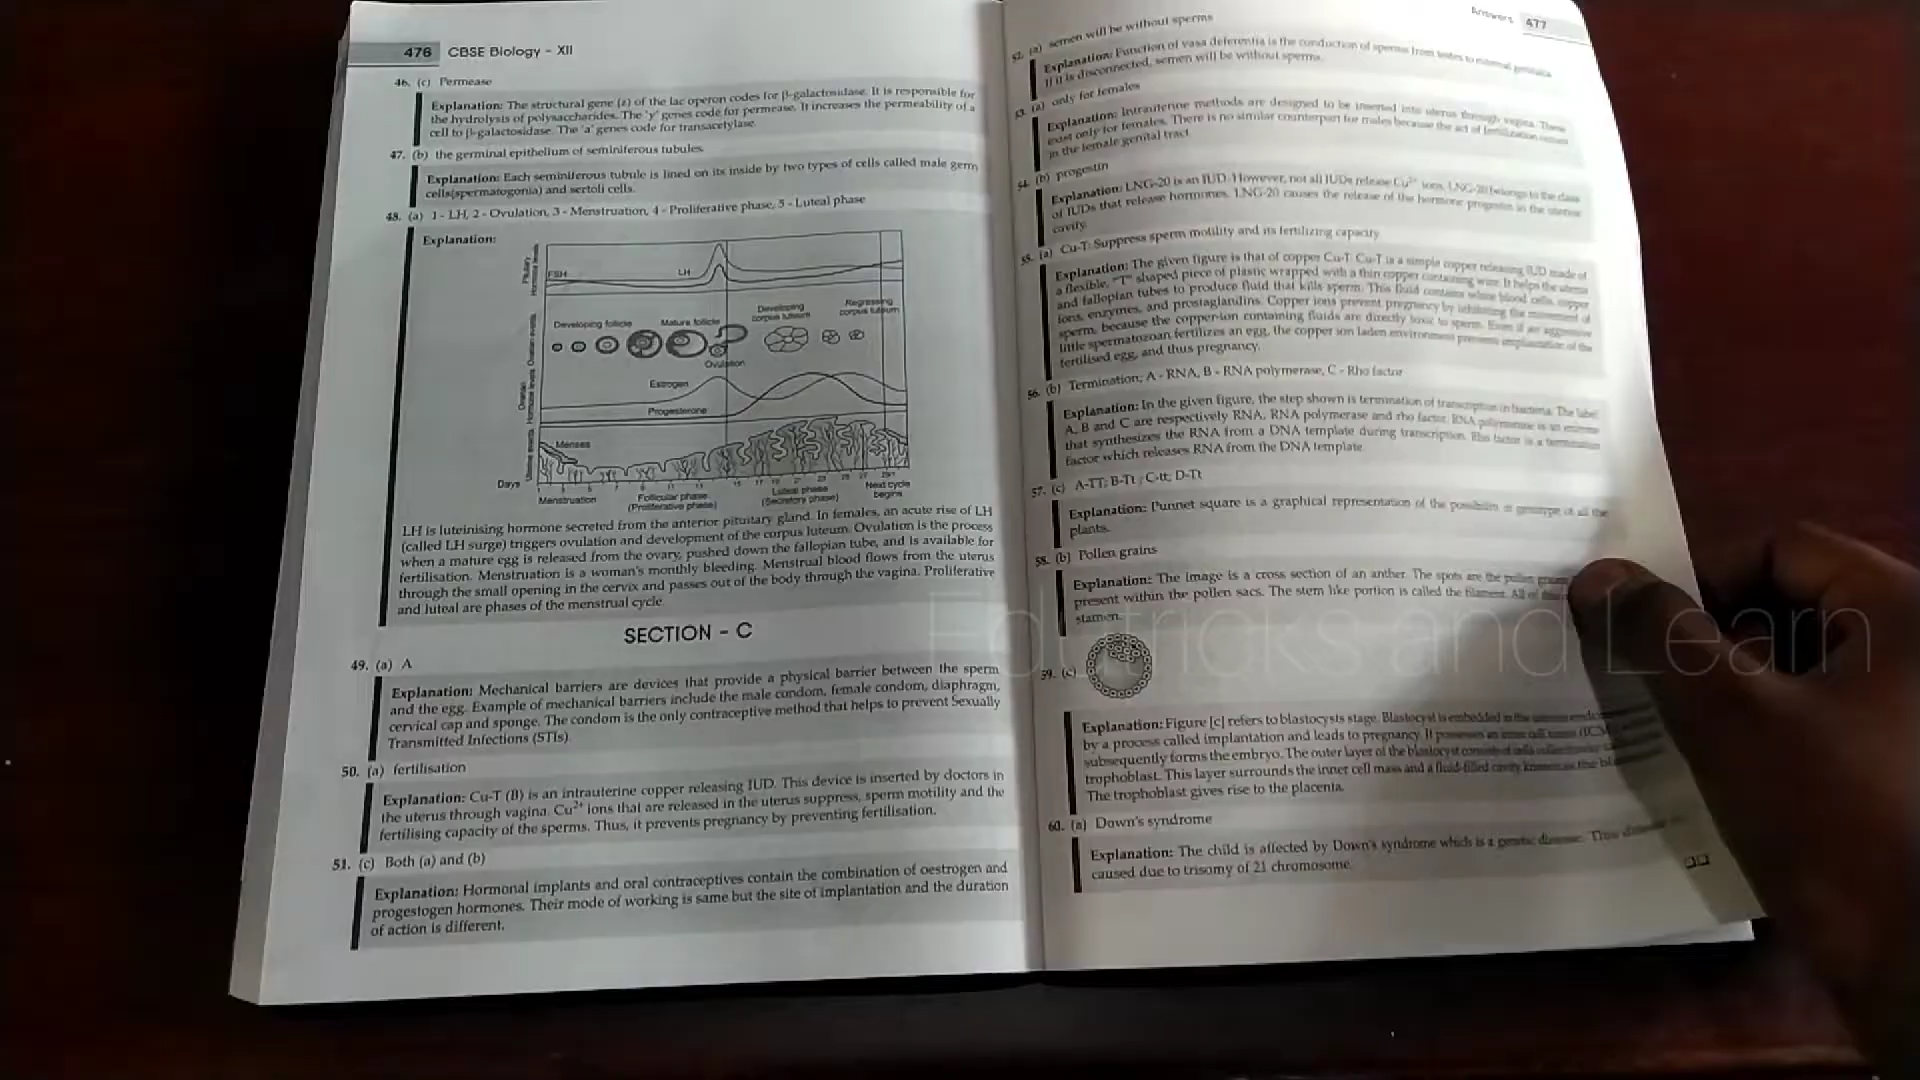 476 CBSE Biology - XII
46. (c) Permease
Explanation: The structural gene (z) of the lac operon codes for β-galactosidase. It is responsible for
the hydrolysis of polysaccharides. The 'y' genes code for permease. It increases the permeability of a
cell to β-galactosidase. The 'a' genes code for transacetylase.
47. (b) the germinal epithelium of seminiferous tubules.
Explanation: Each seminiferous tubule is lined on its inside by two types of cells called male germ
cells(spermatogonia) and sertoli cells.
48. (a) 1 - LH, 2 - Ovulation, 3 - Menstruation, 4 - Proliferative phase, 5 - Luteal phase
Explanation:
Pituitary
Hormone levels
FSH
LH
Ovarian events
Developing follicle
Mature follicle
Developing
corpus luteum
Regressing
corpus luteum
Ovulation
Ovarian
Hormone levels
Estrogen
Progesterone
Uterine events
Menses
Days
Menstruation
Follicular phase
(Proliferative phase)
Luteal phase
(Secretory phase)
Next cycle
begins
LH is luteinising hormone secreted from the anterior pituitary gland. In females, an acute rise of LH
(called LH surge) triggers ovulation and development of the corpus luteum. Ovulation is the process
when a mature egg is released from the ovary, pushed down the fallopian tube, and is available for
fertilisation. Menstruation is a woman's monthly bleeding. Menstrual blood flows from the uterus
through the small opening in the cervix and passes out of the body through the vagina. Proliferative
and luteal are phases of the menstrual cycle.
SECTION - C
49. (a) A
Explanation: Mechanical barriers are devices that provide a physical barrier between the sperm
and the egg. Example of mechanical barriers include the male condom, female condom, diaphragm,
cervical cap and sponge. The condom is the only contraceptive method that helps to prevent Sexually
Transmitted Infections (STIs)
50. (a) fertilisation
Explanation: Cu-T (B) is an intrauterine copper releasing IUD. This device is inserted by doctors in
the uterus through vagina. Cu²⁺ ions that are released in the uterus suppress, sperm motility and the
fertilising capacity of the sperms. Thus, it prevents pregnancy by preventing fertilisation.
51. (c) Both (a) and (b)
Explanation: Hormonal implants and oral contraceptives contain the combination of oestrogen and
progestogen hormones. Their mode of working is same but the site of implantation and the duration
of action is different.
Answers 477
52. (a) semen will be without sperms
Explanation: Function of vasa deferentia is the conduction of sperms from testes to external genitalia.
If it is disconnected, semen will be without sperms.
53. (a) only for females
Explanation: Intrauterine methods are designed to be inserted into uterus through vagina. These
exist only for females. There is no similar counterpart for males because the act of fertilization occurs
in the female genital tract.
54. (b) progestin
Explanation: LNG-20 is an IUD. However, not all IUDs release Cu²⁺ ions. LNG-20 belongs to the class
of IUDs that release hormones. LNG-20 causes the release of the hormone progestin in the uterine
cavity.
55. (a) Cu-T: Suppress sperm motility and its fertilizing capacity
Explanation: The given figure is that of copper Cu-T. Cu-T is a simple copper releasing IUD made of
a flexible, "T" shaped piece of plastic wrapped with a thin copper containing wire. It helps the uterus
and fallopian tubes to produce fluid that kills sperm. This fluid contains white blood cells, copper
ions, enzymes, and prostaglandins. Copper ions prevent pregnancy by inhibiting the movement of
sperm, because the copper-ion containing fluids are directly toxic to sperm. Even if an aggressive
little spermatozoan fertilizes an egg, the copper ion laden environment prevents implantation of the
fertilised egg, and thus pregnancy.
56. (b) Termination; A - RNA, B - RNA polymerase, C - Rho factor
Explanation: In the given figure, the step shown is termination of transcription in bacteria. The label
A, B and C are respectively RNA, RNA polymerase and rho factor. RNA polymerase is an enzyme
that synthesizes the RNA from a DNA template during transcription. Rho factor is a termination
factor which releases RNA from the DNA template.
57. (c) A-TT; B-Tt ; C-tt; D-Tt
Explanation: Punnet square is a graphical representation of the possibility of genotype of all the
plants.
58. (b) Pollen grains
Explanation: The image is a cross section of an anther. The spots are the pollen grains
present within the pollen sacs. The stem like portion is called the filament. All of
stamen.
59. (c)
Explanation: Figure [c] refers to blastocysts stage. Blastocyst is embedded in the uterine
by a process called implantation and leads to pregnancy. It possesses an inner cell mass (ICM)
subsequently forms the embryo. The outer layer of the blastocyst consists of cells
trophoblast. This layer surrounds the inner cell mass and a fluid-filled cavity known as the
The trophoblast gives rise to the placenta.
60. (a) Down's syndrome
Explanation: The child is affected by Down's syndrome which is a genetic disease. This
caused due to trisomy of 21 chromosome.
Edutricks and Learn